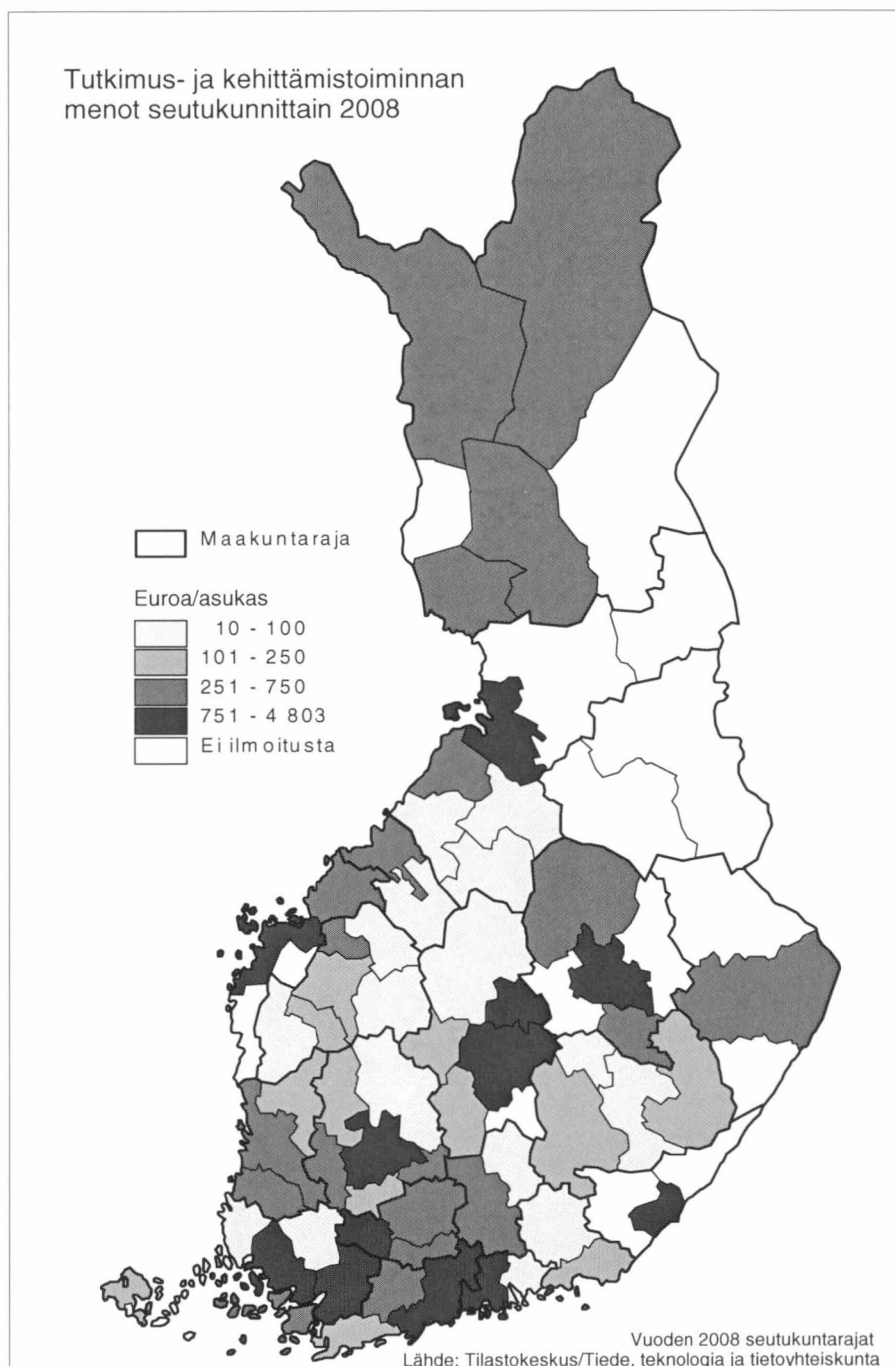 Tutkimus- ja kehittämistoiminnan
menot seutukunnittain 2008
Maakuntaraja
Euroa/asukas
10 - 100
101 - 250
251 - 750
751 - 4 803
Ei ilmoitusta
Vuoden 2008 seutukuntarajat
Lähde: Tilastokeskus/Tiede, teknologia ja tietoyhteiskunta